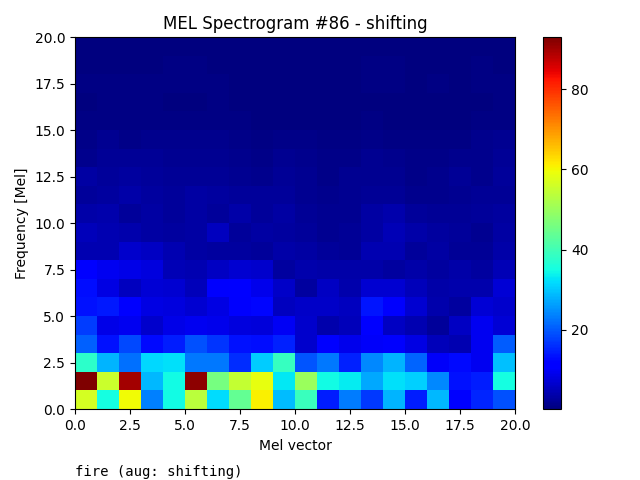 MEL Spectrogram #86 - shifting
20.0
17.5
15.0
12.5
10.0
7.5
5.0
2.5
0.0
Frequency [Mel]
0.0 2.5 5.0 7.5 10.0 12.5 15.0 17.5 20.0
Mel vector
80
60
40
20
fire (aug: shifting)